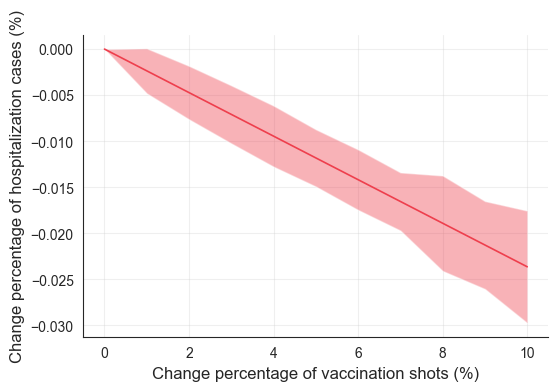 Change percentage of hospitalization cases (%)
0.000
−0.005
−0.010
−0.015
−0.020
−0.025
−0.030
0 2 4 6 8 10
Change percentage of vaccination shots (%)